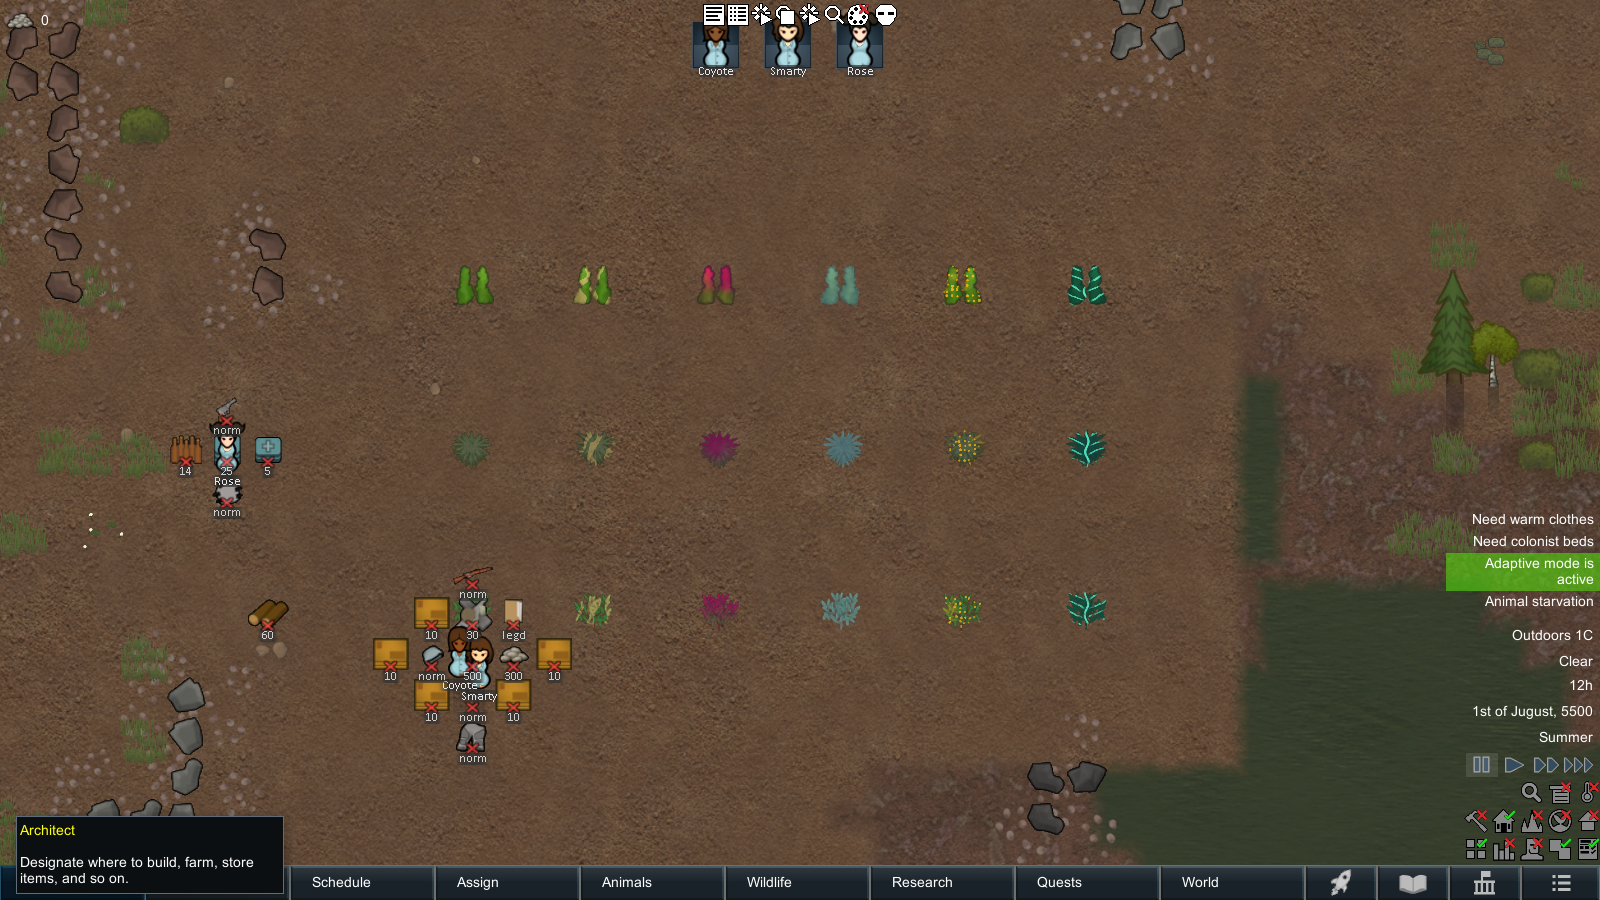 0
Coyote
Smarty
Rose
norm
14
25
5
Rose
norm
60
norm
10
30
legd
10
norm
500
300
10
Coyote
Smarty
10
norm
10
norm
Need warm clothes
Need colonist beds
Adaptive mode is
active
Animal starvation
Outdoors 1C
Clear
12h
1st of Jugust, 5500
Summer
Architect
Designate where to build, farm, store
items, and so on.
Schedule
Assign
Animals
Wildlife
Research
Quests
World